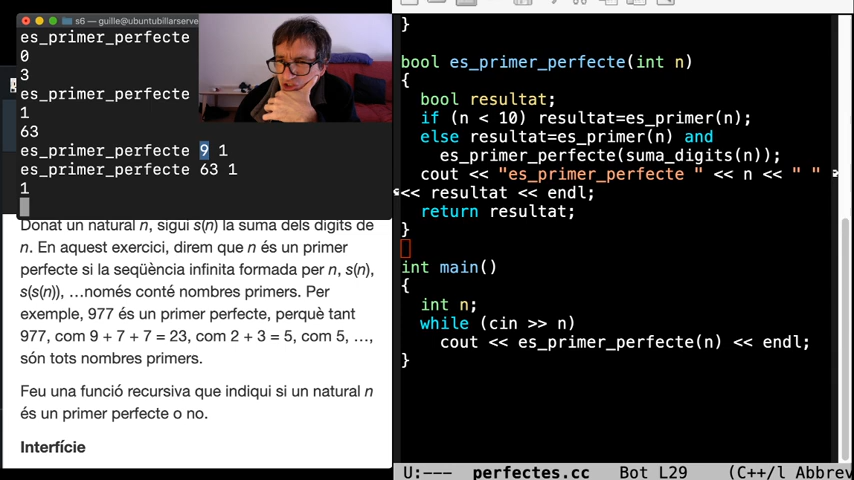 s6 — guille@ubuntubillarserve
es_primer_perfecte
0
3
es_primer_perfecte
1
63
es_primer_perfecte 9 1
es_primer_perfecte 63 1
1
Donat un natural n, sigui s(n) la suma dels dígits de
n. En aquest exercici, direm que n és un primer
perfecte si la seqüència infinita formada per n, s(n),
s(s(n)), …només conté nombres primers. Per
exemple, 977 és un primer perfecte, perquè tant
977, com 9 + 7 + 7 = 23, com 2 + 3 = 5, com 5, …,
són tots nombres primers.
Feu una funció recursiva que indiqui si un natural n
és un primer perfecte o no.
Interfície
}
bool es_primer_perfecte(int n)
{
bool resultat;
if (n < 10) resultat=es_primer(n);
else resultat=es_primer(n) and
es_primer_perfecte(suma_digits(n));
cout << "es_primer_perfecte " << n << " "
<< resultat << endl;
return resultat;
}
int main()
{
int n;
while (cin >> n)
cout << es_primer_perfecte(n) << endl;
}
U:--- perfectes.cc Bot L29 (C++/l Abbrev